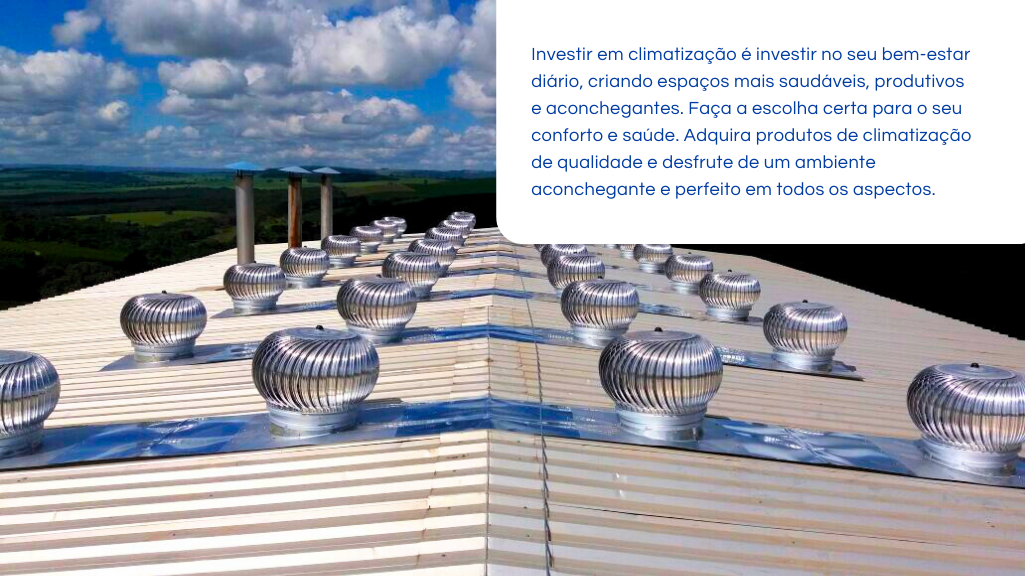 Investir em climatização é investir no seu bem-estar
diário, criando espaços mais saudáveis, produtivos
e aconchegantes. Faça a escolha certa para o seu
conforto e saúde. Adquira produtos de climatização
de qualidade e desfrute de um ambiente
aconchegante e perfeito em todos os aspectos.